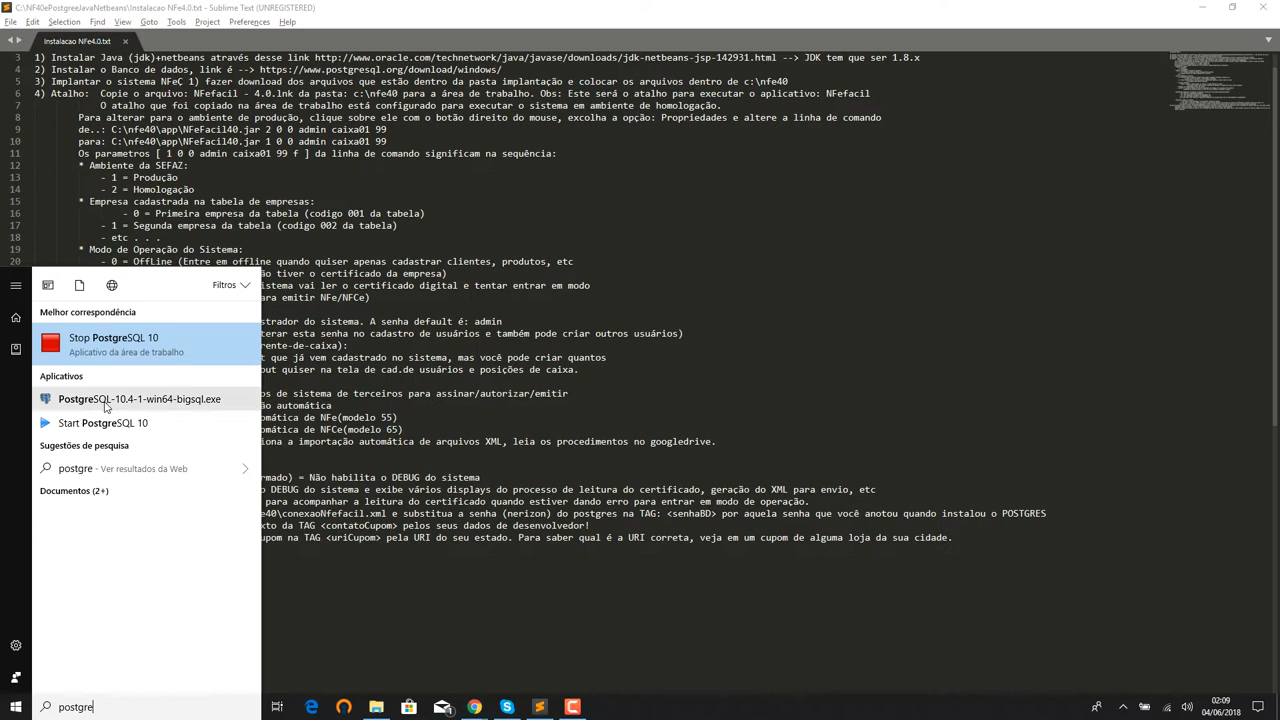 C:\NF40ePostgreeJavaNetbeans\Instalacao NFe4.0.txt - Sublime Text (UNREGISTERED)
File Edit Selection Find View Goto Tools Project Preferences Help
Instalacao NFe4.0.txt
3 1) Instalar Java (jdk)+netbeans através desse link http://www.oracle.com/technetwork/java/javase/downloads/jdk-netbeans-jsp-142931.html --> JDK tem que ser 1.8.x
4 2) Instalar o Banco de dados, link é --> https://www.postgresql.org/download/windows/
5 3) Implantar o sistema NFeC 1) fazer download dos arquivos que estão dentro da pasta implantação e colocar os arquivos dentro de c:\nfe40
6 4) Atalho: Copie o arquivo: NFefacil - 4.0.lnk da pasta: c:\nfe40 para a área de trabalho. Obs: Este será o atalho para executar o aplicativo: NFefacil
7 O atalho que foi copiado na área de trabalho está configurado para executar o sistema em ambiente de homologação.
8 Para alterar para o ambiente de produção, clique sobre ele com o botão direito do mouse, escolha a opção: Propriedades e altere a linha de comando
9 de..: C:\nfe40\app\NFeFacil40.jar 2 0 0 admin caixa01 99
10 para: C:\nfe40\app\NFeFacil40.jar 1 0 0 admin caixa01 99
11 Os parametros [ 1 0 0 admin caixa01 99 f ] da linha de comando significam na sequência:
12 * Ambiente da SEFAZ:
13 - 1 = Produção
14 - 2 = Homologação
15 * Empresa cadastrada na tabela de empresas:
16 - 0 = Primeira empresa da tabela (codigo 001 da tabela)
17 - 1 = Segunda empresa da tabela (codigo 002 da tabela)
18 - etc . . .
19 * Modo de Operação do Sistema:
20 - 0 = OffLine (Entre em offline quando quiser apenas cadastrar clientes, produtos, etc
ão tiver o certificado da empresa)
istema vai ler o certificado digital e tentar entrar em modo
ara emitir NFe/NFCe)
strador do sistema. A senha default é: admin
terar esta senha no cadastro de usuários e também pode criar outros usuários)
rente-de-caixa):
t que já vem cadastrado no sistema, mas você pode criar quantos
out quiser na tela de cad.de usuários e posições de caixa.
os de sistema de terceiros para assinar/autorizar/emitir
ão automática
omática de NFe(modelo 55)
omática de NFCe(modelo 65)
iona a importação automática de arquivos XML, leia os procedimentos no googledrive.
rmado) = Não habilita o DEBUG do sistema
o DEBUG do sistema e exibe vários displays do processo de leitura do certificado, geração do XML para envio, etc
para acompanhar a leitura do certificado quando estiver dando erro para entrar em modo de operação.
e40\conexaoNfefacil.xml e substitua a senha (nerizon) do postgres na TAG: <senhaBD> por aquela senha que você anotou quando instalou o POSTGRES
xto da TAG <contatoCupom> pelos seus dados de desenvolvedor!
upom na TAG <uriCupom> pela URI do seu estado. Para saber qual é a URI correta, veja em um cupom de alguma loja da sua cidade.
Filtros
Melhor correspondência
Stop PostgreSQL 10
Aplicativo da área de trabalho
Aplicativos
PostgreSQL-10.4-1-win64-bigsql.exe
Start PostgreSQL 10
Sugestões de pesquisa
postgre - Ver resultados da Web
Documentos (2+)
postgre
02:09
04/06/2018